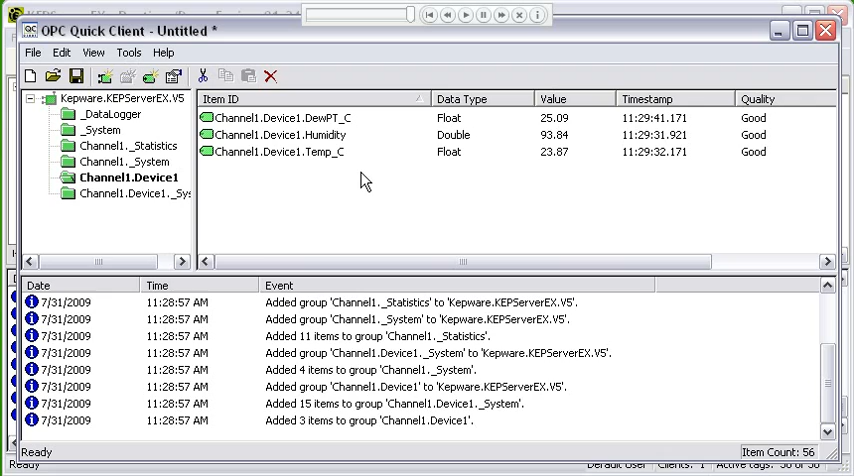 OPC Quick Client - Untitled *
File Edit View Tools Help
Kepware.KEPServerEX.V5
_DataLogger
_System
Channel1._Statistics
Channel1._System
Channel1.Device1
Channel1.Device1._Sys
Item ID Data Type Value Timestamp Quality
Channel1.Device1.DewPT_C Float 25.09 11:29:41.171 Good
Channel1.Device1.Humidity Double 93.84 11:29:31.921 Good
Channel1.Device1.Temp_C Float 23.87 11:29:32.171 Good
Date Time Event
7/31/2009 11:28:57 AM Added group 'Channel1._Statistics' to 'Kepware.KEPServerEX.V5'.
7/31/2009 11:28:57 AM Added group 'Channel1._System' to 'Kepware.KEPServerEX.V5'.
7/31/2009 11:28:57 AM Added 11 items to group 'Channel1._Statistics'.
7/31/2009 11:28:57 AM Added group 'Channel1.Device1._System' to 'Kepware.KEPServerEX.V5'.
7/31/2009 11:28:57 AM Added 4 items to group 'Channel1._System'.
7/31/2009 11:28:57 AM Added group 'Channel1.Device1' to 'Kepware.KEPServerEX.V5'.
7/31/2009 11:28:57 AM Added 15 items to group 'Channel1.Device1._System'.
7/31/2009 11:28:57 AM Added 3 items to group 'Channel1.Device1'.
Ready Item Count: 56
Ready Default User Clients: 1 Active tags: 56 of 56